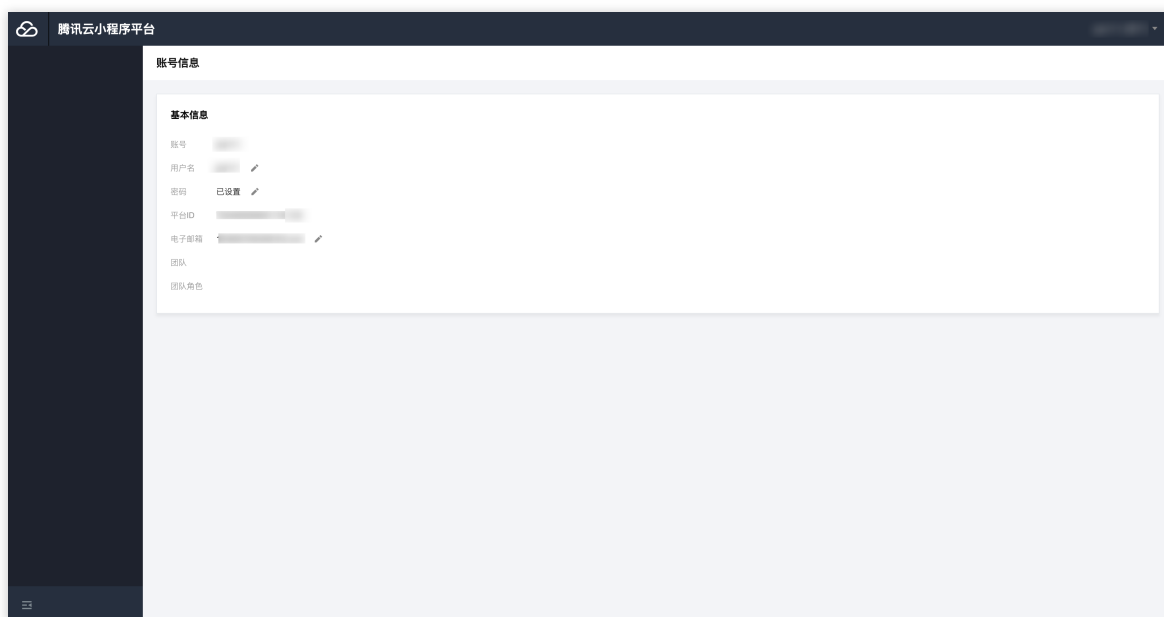 腾讯云小程序平台
账号信息
基本信息
账号
用户名
密码 已设置
平台ID
电子邮箱
团队
团队角色